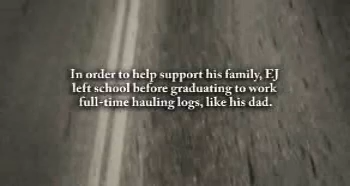 In order to help support his family, EJ
left school before graduating to work
full-time hauling logs, like his dad.